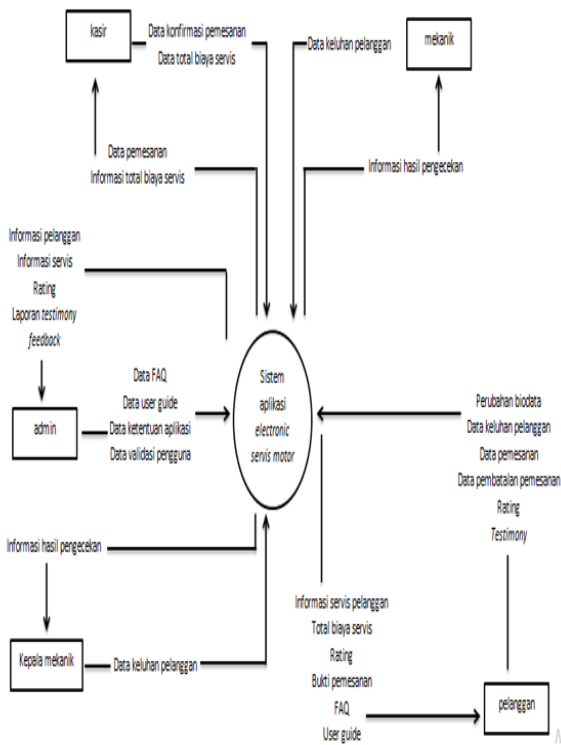 kasir
Data konfirmasi pemesanan
Data total biaya servis
Data keluhan pelanggan
mekanik
Data pemesanan
Informasi total biaya servis
Informasi hasil pengecekan
Informasi pelanggan
Informasi servis
Rating
Laporan testimony
feedback
admin
Data FAQ
Data user guide
Data ketentuan aplikasi
Data validasi pengguna
Sistem
aplikasi
electronic
servis motor
Perubahan biodata
Data keluhan pelanggan
Data pemesanan
Data pembatalan pemesanan
Rating
Testimony
Informasi hasil pengecekan
Kepala mekanik
Data keluhan pelanggan
Informasi servis pelanggan
Total biaya servis
Rating
Bukti pemesanan
FAQ
User guide
pelanggan